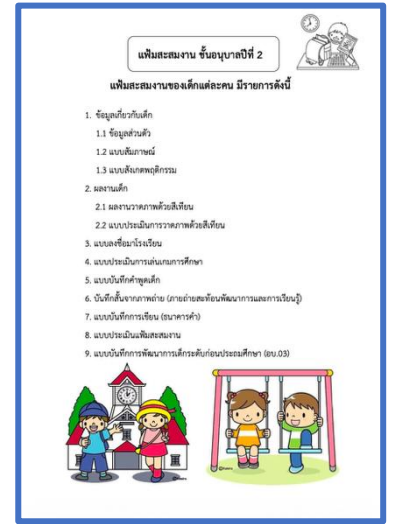 แฟ้มสะสมงาน ชั้นอนุบาลปีที่ 2
แฟ้มสะสมงานของเด็กแต่ละคน มีรายการดังนี้
1. ข้อมูลเกี่ยวกับเด็ก
1.1 ข้อมูลส่วนตัว
1.2 แบบสัมภาษณ์
1.3 แบบสังเกตพฤติกรรม
2. ผลงานเด็ก
2.1 ผลงานวาดภาพด้วยสีเทียน
2.2 แบบประเมินการวาดภาพด้วยสีเทียน
3. แบบลงชื่อมาโรงเรียน
4. แบบประเมินการเล่นเกมการศึกษา
5. แบบบันทึกคำพูดเด็ก
6. บันทึกสั้นจากภาพถ่าย (ภายถ่ายสะท้อนพัฒนาการและการเรียนรู้)
7. แบบบันทึกการเขียน (ธนาคารคำ)
8. แบบประเมินแฟ้มสะสมงาน
9. แบบบันทึกการพัฒนาการเด็กระดับก่อนประถมศึกษา (อบ.03)